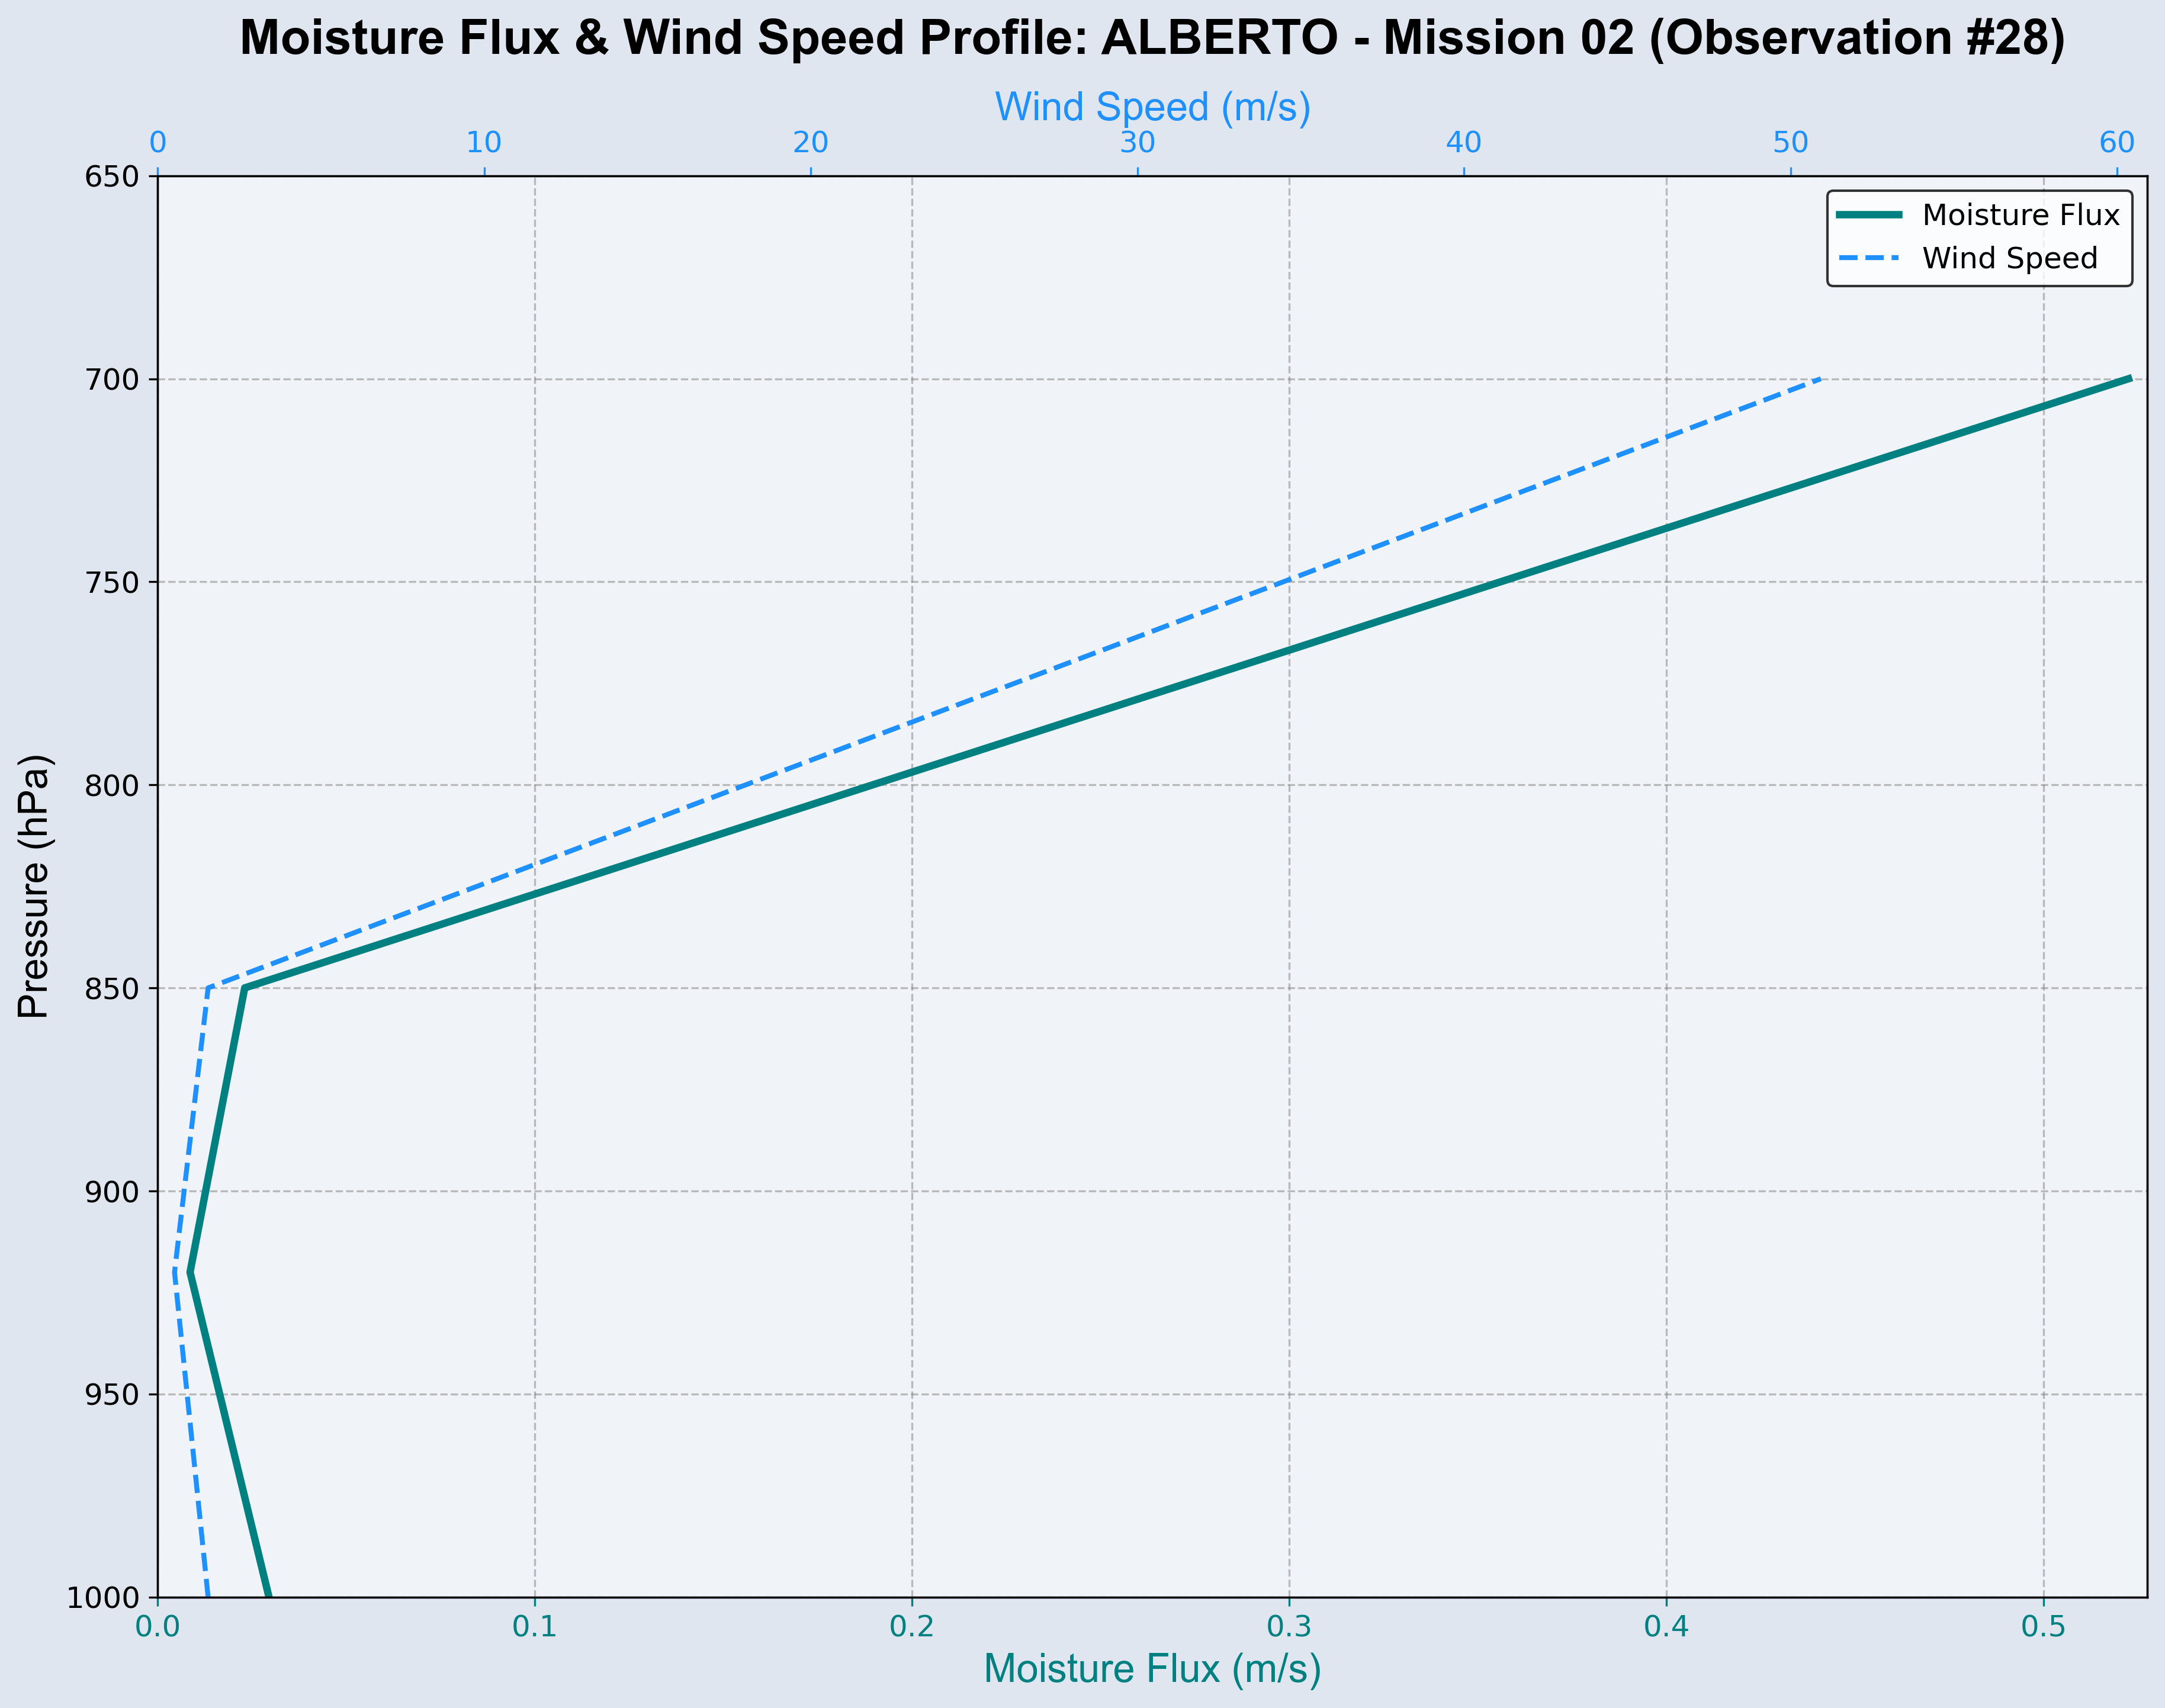 Moisture Flux & Wind Speed Profile: ALBERTO - Mission 02 (Observation #28)
Wind Speed (m/s)
0 10 20 30 40 50 60
Moisture Flux
Wind Speed
Pressure (hPa)
650
700
750
800
850
900
950
1000
0.0 0.1 0.2 0.3 0.4 0.5
Moisture Flux (m/s)